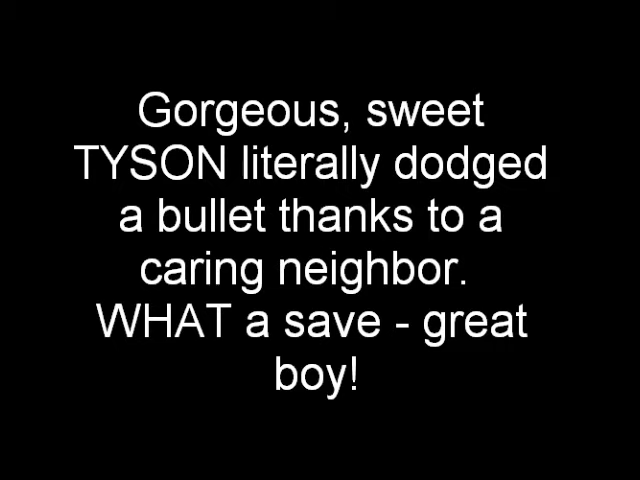 Gorgeous, sweet
TYSON literally dodged
a bullet thanks to a
caring neighbor.
WHAT a save - great
boy!